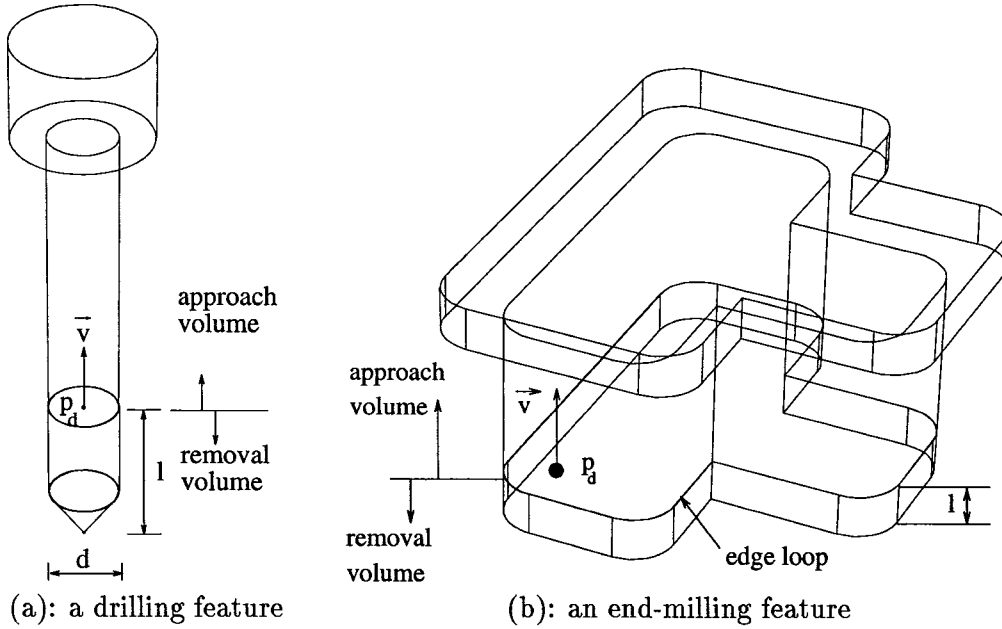 approach
volume
v
p
d
removal
volume
l
d
(a): a drilling feature
approach
volume
v
p
d
removal
volume
l
edge loop
(b): an end-milling feature